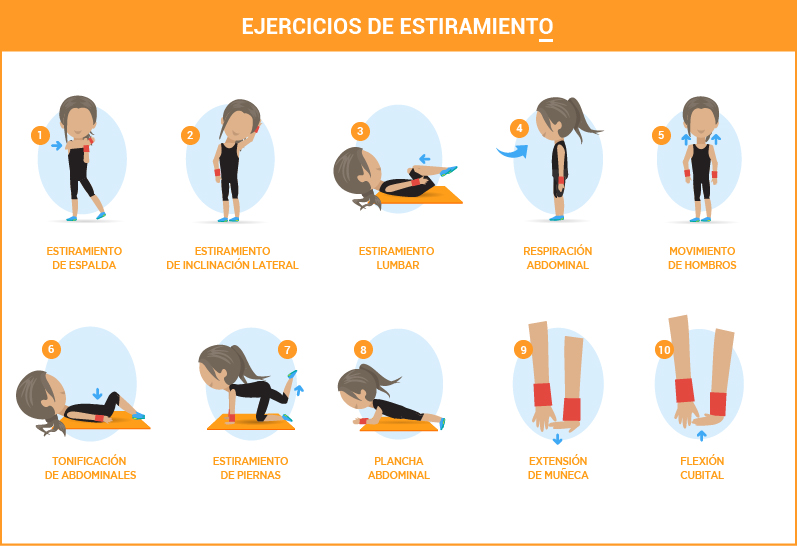 EJERCICIOS DE ESTIRAMIENTO
1
2
3
4
5
ESTIRAMIENTO
DE ESPALDA
ESTIRAMIENTO
DE INCLINACIÓN LATERAL
ESTIRAMIENTO
LUMBAR
RESPIRACIÓN
ABDOMINAL
MOVIMIENTO
DE HOMBROS
6
7
8
9
10
TONIFICACIÓN
DE ABDOMINALES
ESTIRAMIENTO
DE PIERNAS
PLANCHA
ABDOMINAL
EXTENSIÓN
DE MUÑECA
FLEXIÓN
CUBITAL